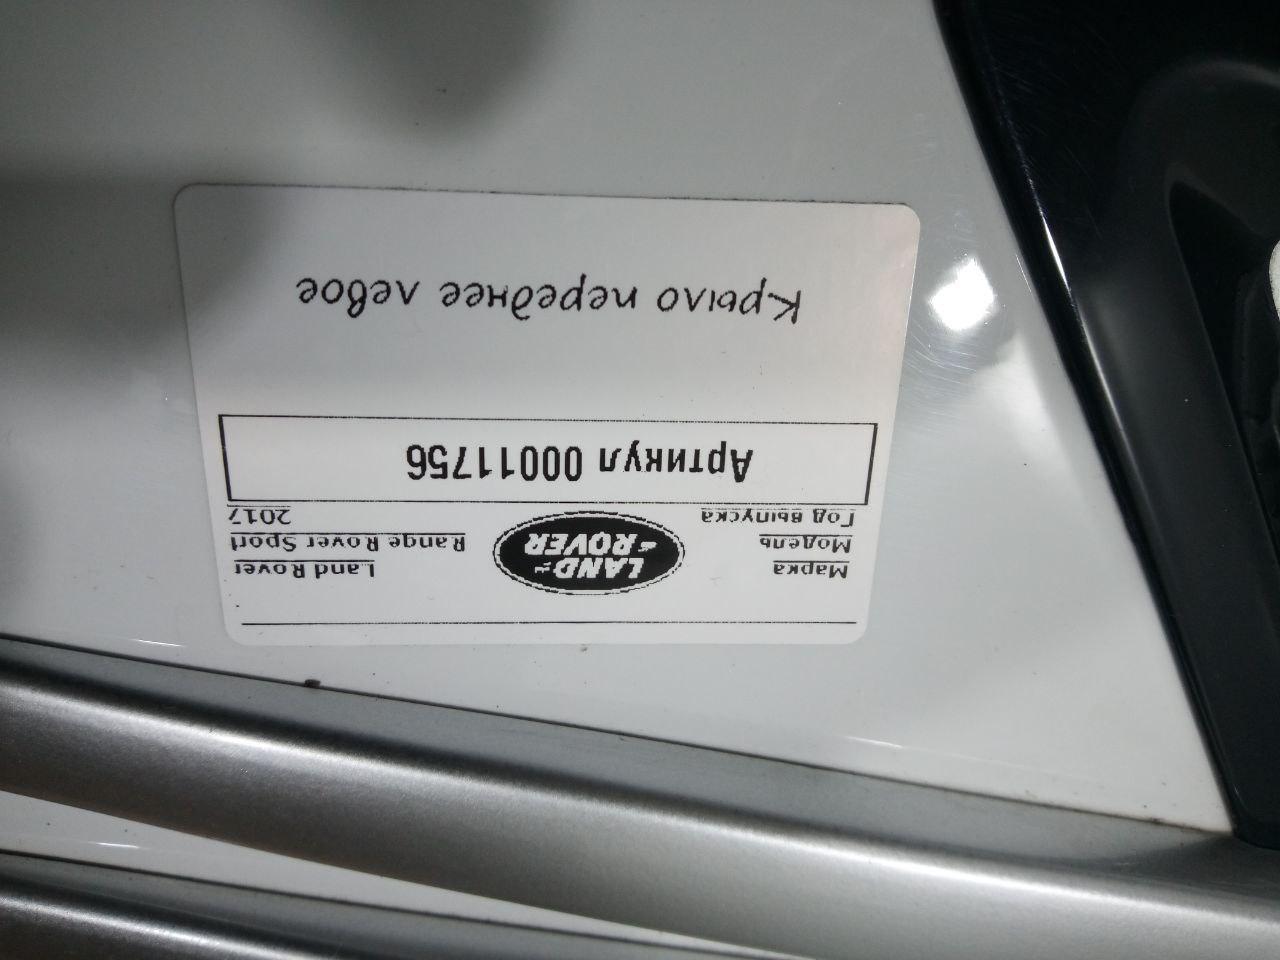 Марка Land Rover
Модель Range Rover Sport
Год выпуска 2017
LAND
ROVER
Артикул 00011756
Крыло переднее левое